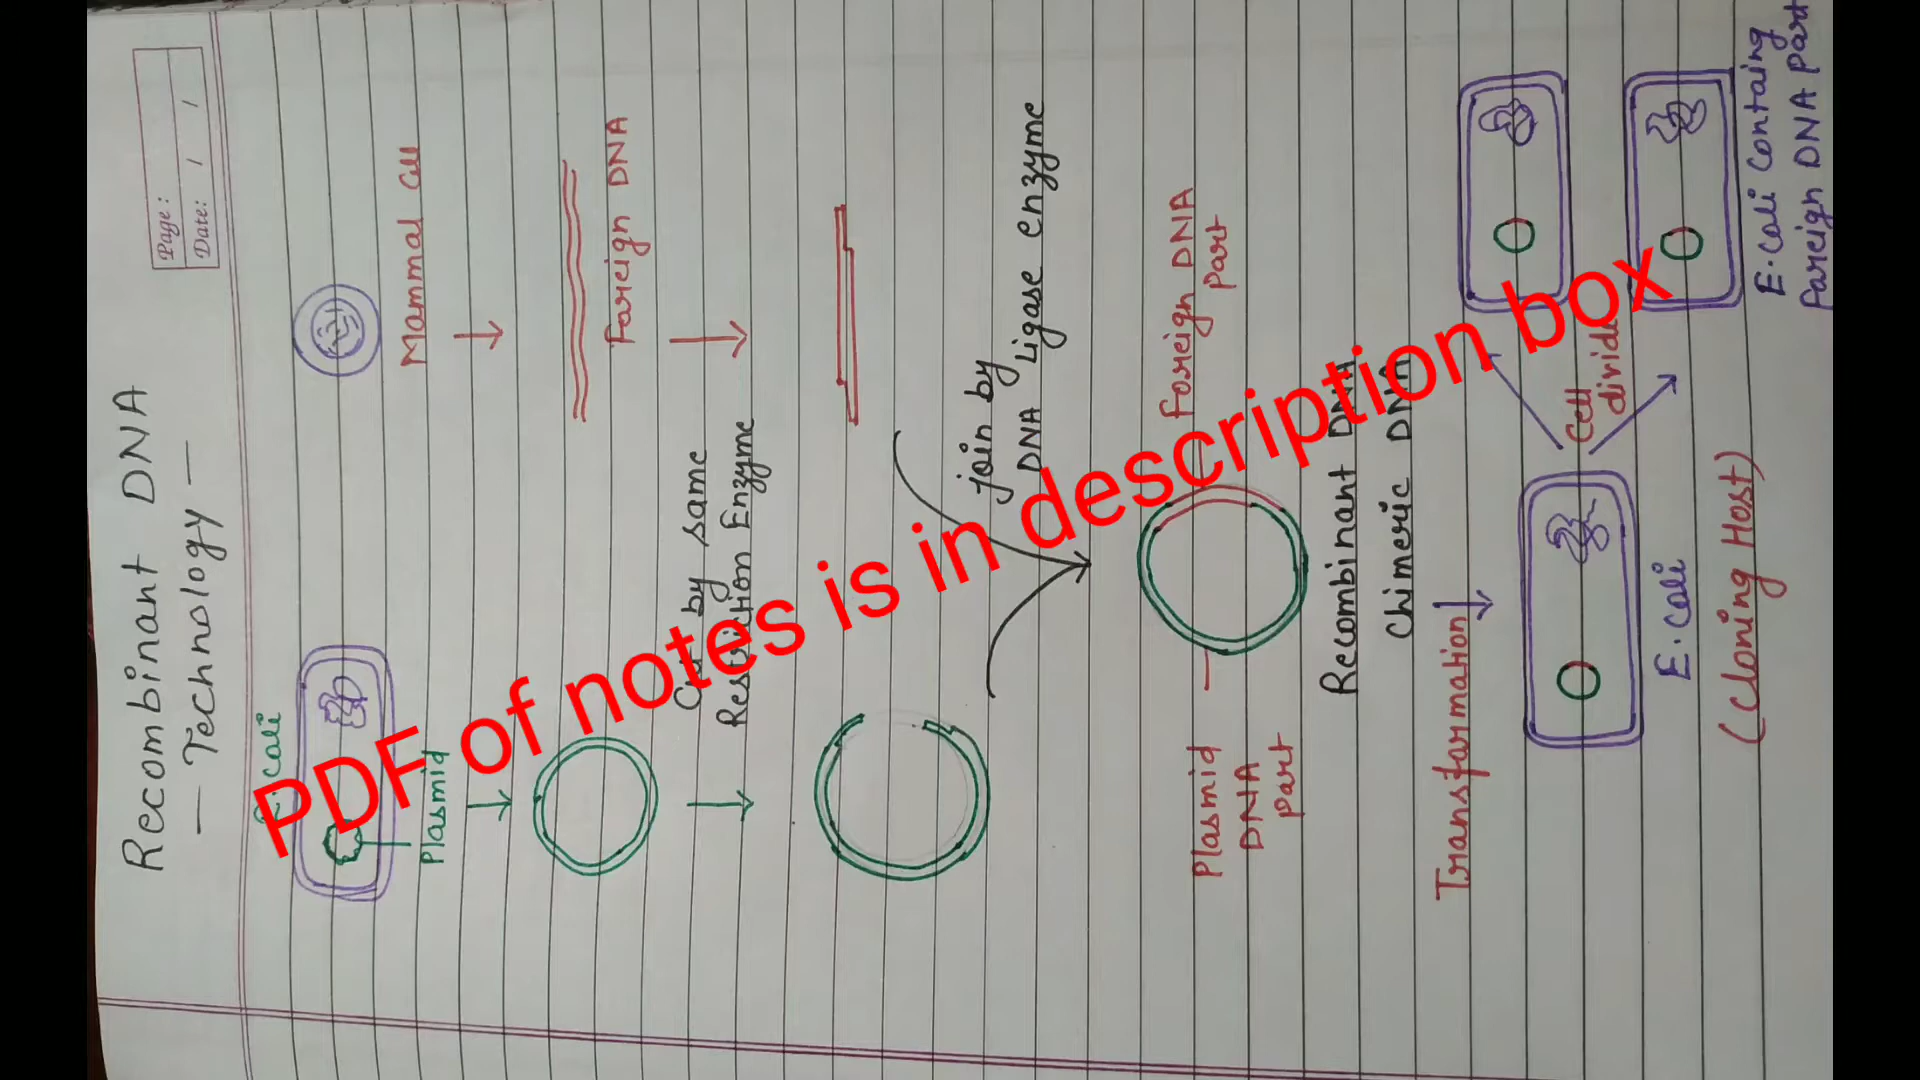 Page:
Date: / /
Recombinant DNA
— Technology —
E. coli
Plasmid
Mammal Cell
Foreign DNA
Cut by same
Restriction Enzyme
join by
DNA Ligase enzyme
Plasmid
DNA
Part
Foreign DNA
Part
Recombinant DNA
Chimeric DNA
Transformation
E. coli
(Cloning Host)
Cell
divide
E. coli Containg
Foreign DNA Part
PDF of notes is in description box